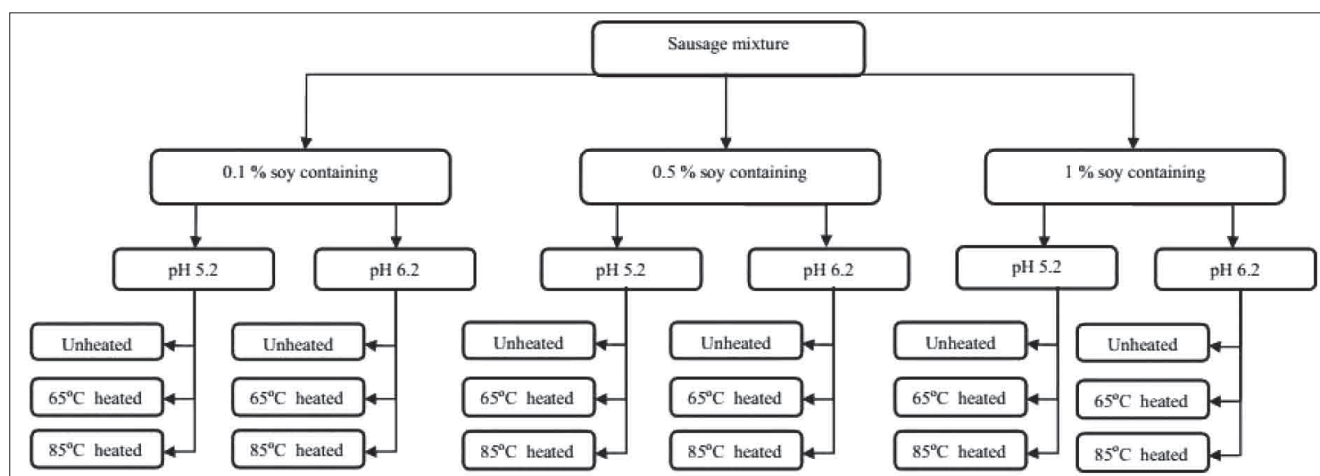 Sausage mixture
0.1 % soy containing
0.5 % soy containing
1 % soy containing
pH 5.2
pH 6.2
pH 5.2
pH 6.2
pH 5.2
pH 6.2
Unheated
Unheated
Unheated
Unheated
Unheated
Unheated
65°C heated
65°C heated
65°C heated
65°C heated
65°C heated
65°C heated
85°C heated
85°C heated
85°C heated
85°C heated
85°C heated
85°C heated